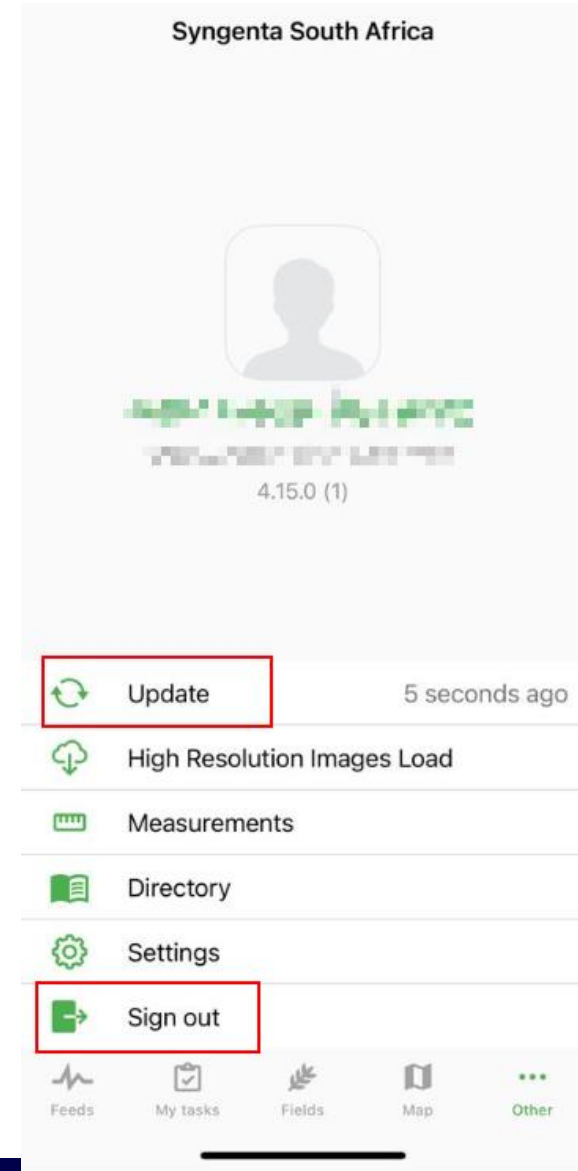 Syngenta South Africa
4.15.0 (1)
Update 5 seconds ago
High Resolution Images Load
Measurements
Directory
Settings
Sign out
Feeds My tasks Fields Map Other